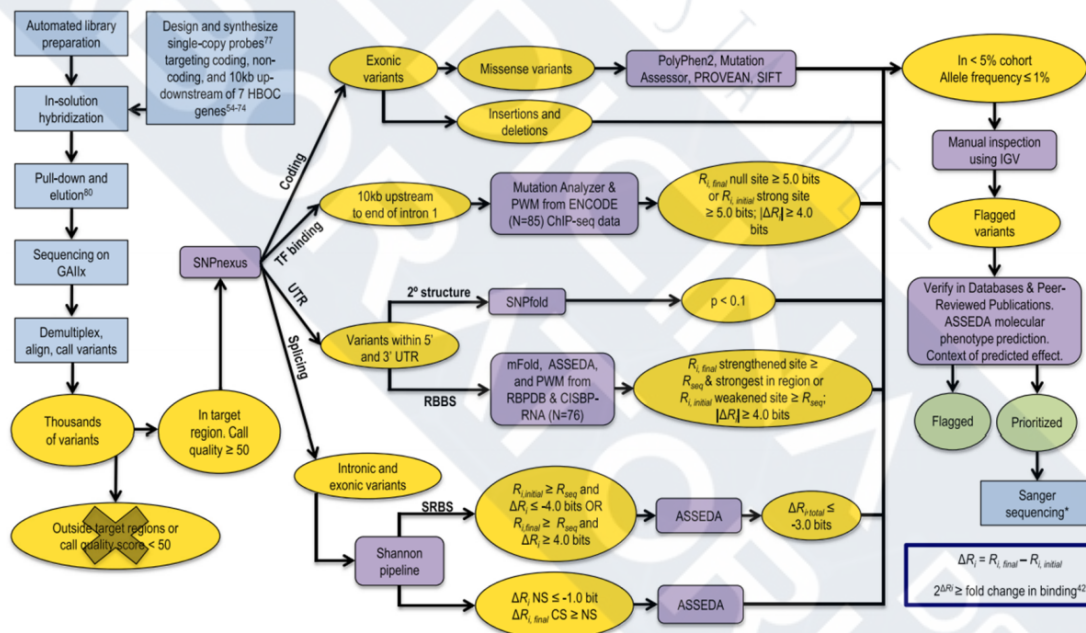 Automated library
preparation
Design and synthesize
single-copy probes77
targeting coding, non-
coding, and 10kb up-
downstream of 7 HBOC
genes54-74
In-solution
hybridization
Pull-down and
elution80
Sequencing on
GAIIx
Demultiplex,
align, call variants
Thousands
of variants
In target
region. Call
quality ≥ 50
Outside target regions or
call quality score < 50
SNPnexus
Coding
TF binding
UTR
Splicing
Exonic
variants
Missense variants
PolyPhen2, Mutation
Assessor, PROVEAN, SIFT
Insertions and
deletions
10kb upstream
to end of intron 1
Mutation Analyzer &
PWM from ENCODE
(N=85) ChIP-seq data
Ri, final null site ≥ 5.0 bits
or Ri, initial strong site
≥ 5.0 bits; |ΔRi| ≥ 4.0
bits
Variants within 5'
and 3' UTR
2º structure
SNPfold
p < 0.1
RBBS
mFold, ASSEDA,
and PWM from
RBPDB & CISBP-
RNA (N=76)
Ri, final strengthened site ≥
Rseq & strongest in region or
Ri, initial weakened site ≥ Rseq;
|ΔRi| ≥ 4.0 bits
Intronic and
exonic variants
Shannon
pipeline
SRBS
Ri,initial ≥ Rseq and
ΔRi ≤ -4.0 bits OR
Ri,final ≥ Rseq and
ΔRi ≥ 4.0 bits
ASSEDA
ΔRi,total ≤
-3.0 bits
ΔRi NS ≤ -1.0 bit
ΔRi, final CS ≥ NS
ASSEDA
In < 5% cohort
Allele frequency ≤ 1%
Manual inspection
using IGV
Flagged
variants
Verify in Databases & Peer-
Reviewed Publications.
ASSEDA molecular
phenotype prediction.
Context of predicted effect.
Flagged
Prioritized
Sanger
sequencing*
ΔRi = Ri, final – Ri, initial
2ΔRi ≥ fold change in binding42